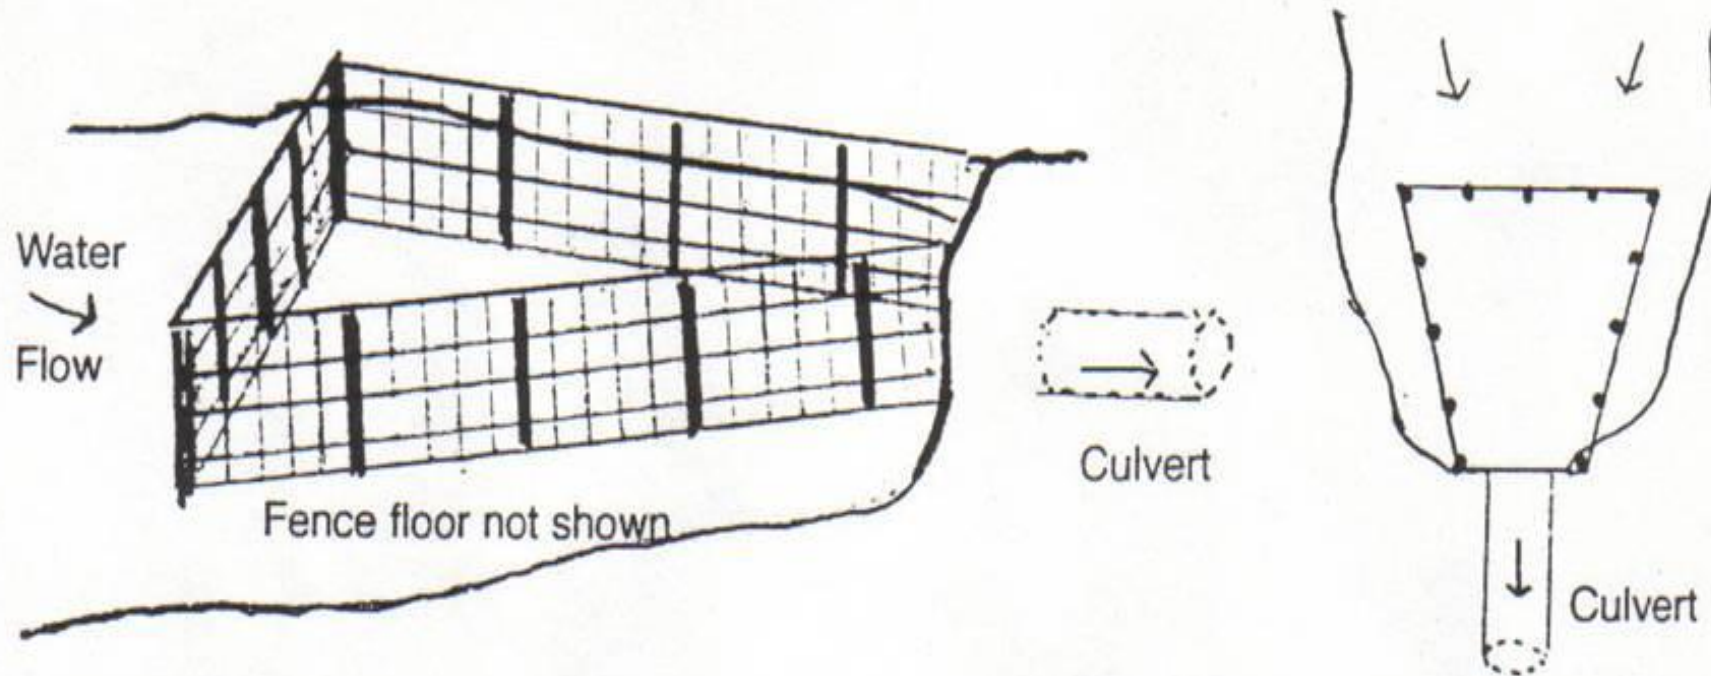 Water
Flow
Fence floor not shown
Culvert
Culvert